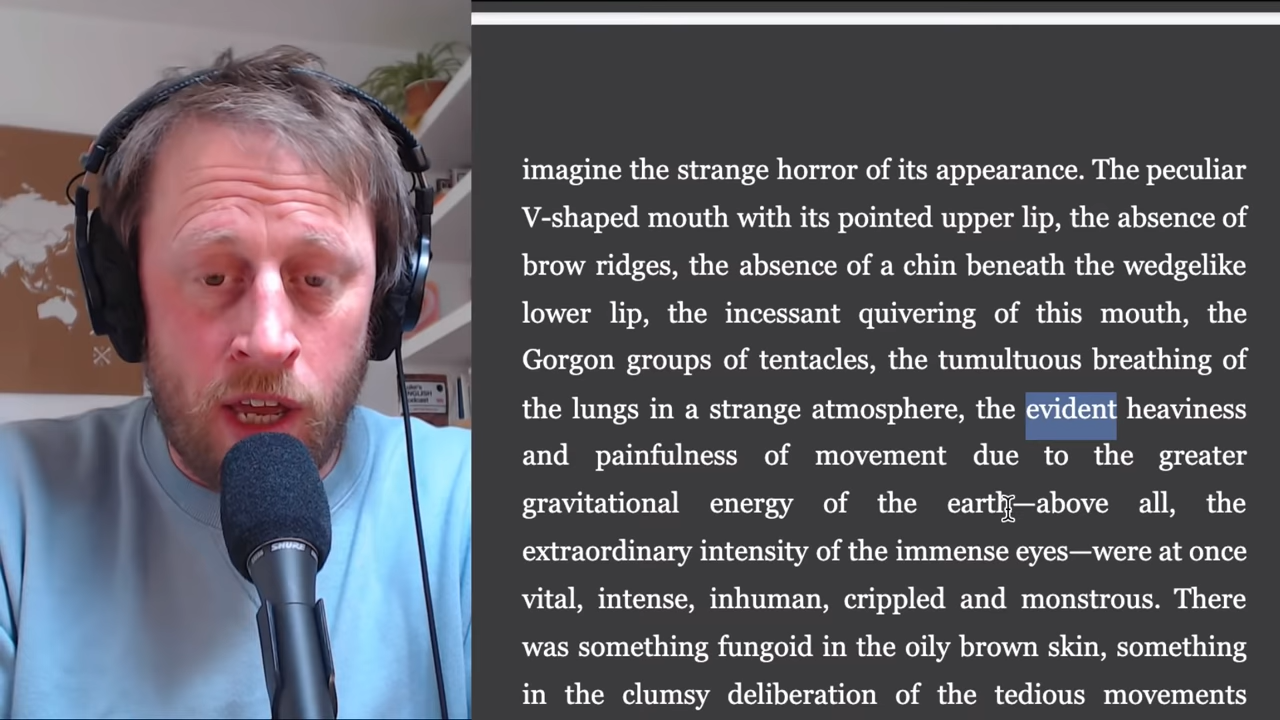 imagine the strange horror of its appearance. The peculiar
V-shaped mouth with its pointed upper lip, the absence of
brow ridges, the absence of a chin beneath the wedgelike
lower lip, the incessant quivering of this mouth, the
Gorgon groups of tentacles, the tumultuous breathing of
the lungs in a strange atmosphere, the evident heaviness
and painfulness of movement due to the greater
gravitational energy of the earth—above all, the
extraordinary intensity of the immense eyes—were at once
vital, intense, inhuman, crippled and monstrous. There
was something fungoid in the oily brown skin, something
in the clumsy deliberation of the tedious movements
ENGLISH
SHURE